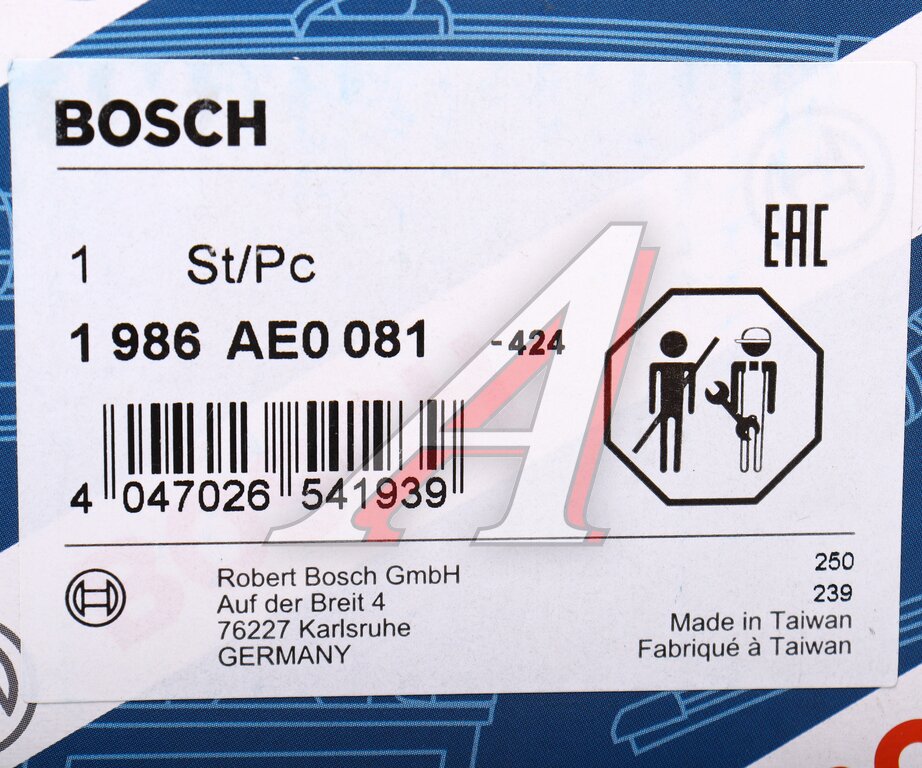 BOSCH
EAC
1 St/Pc
1 986 AE0 081 -424
4 047026 541939
Robert Bosch GmbH
Auf der Breit 4
76227 Karlsruhe
GERMANY
250
239
Made in Taiwan
Fabriqué à Taiwan